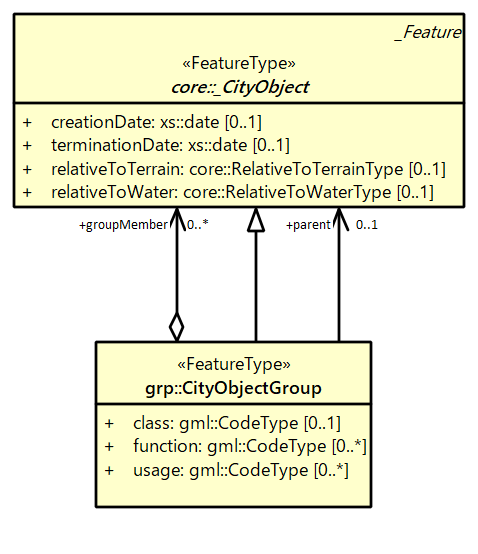 _Feature
«FeatureType»
core::_CityObject
+ creationDate: xs::date [0..1]
+ terminationDate: xs::date [0..1]
+ relativeToTerrain: core::RelativeToTerrainType [0..1]
+ relativeToWater: core::RelativeToWaterType [0..1]
+groupMember 0..* +parent 0..1
«FeatureType»
grp::CityObjectGroup
+ class: gml::CodeType [0..1]
+ function: gml::CodeType [0..*]
+ usage: gml::CodeType [0..*]